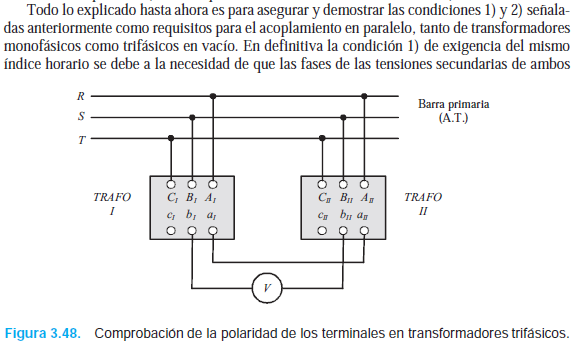 Todo lo explicado hasta ahora es para asegurar y demostrar las condiciones 1) y 2) señala-
das anteriormente como requisitos para el acoplamiento en paralelo, tanto de transformadores
monofásicos como trifásicos en vacío. En definitiva la condición 1) de exigencia del mismo
índice horario se debe a la necesidad de que las fases de las tensiones secundarias de ambos
R
S
T
Barra primaria
(A.T.)
TRAFO
I
C_I B_I A_I
c_I b_I a_I
C_II B_II A_II
c_II b_II a_II
TRAFO
II
V
Figura 3.48. Comprobación de la polaridad de los terminales en transformadores trifásicos.